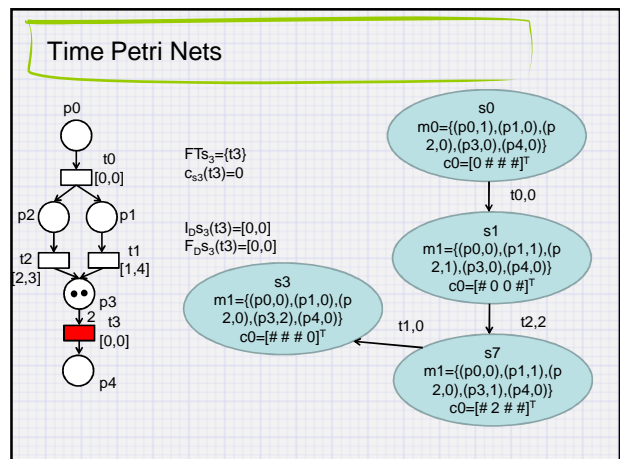 Time Petri Nets
p0
t0
[0,0]
p2
p1
t2
[2,3]
t1
[1,4]
p3
2
t3
[0,0]
p4
FTs₃={t3}
cₛ₃(t3)=0
I_Ds₃(t3)=[0,0]
F_Ds₃(t3)=[0,0]
s0
m0={(p0,1),(p1,0),(p
2,0),(p3,0),(p4,0)}
c0=[0 # # #]ᵀ
t0,0
s1
m1={(p0,0),(p1,1),(p
2,1),(p3,0),(p4,0)}
c0=[# 0 0 #]ᵀ
t2,2
s3
m1={(p0,0),(p1,0),(p
2,0),(p3,2),(p4,0)}
c0=[# # # 0]ᵀ
t1,0
s7
m1={(p0,0),(p1,1),(p
2,0),(p3,1),(p4,0)}
c0=[# 2 # #]ᵀ